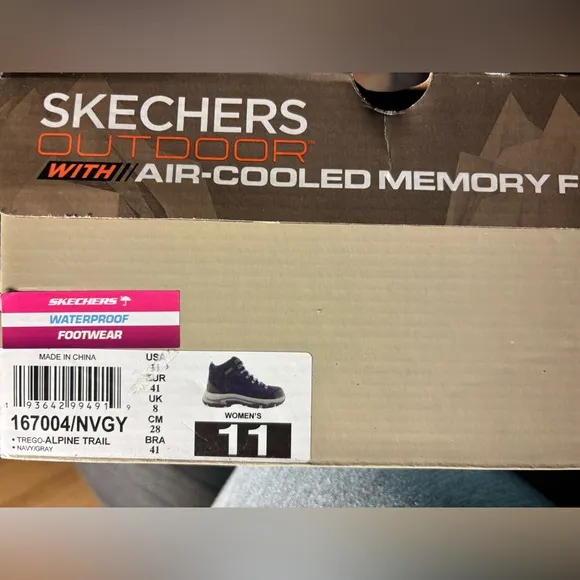 SKECHERS
OUTDOOR™
WITH///AIR-COOLED MEMORY F
SKECHERS
WATERPROOF
FOOTWEAR
MADE IN CHINA
1 93642 99491 9
167004/NVGY
• TREGO-ALPINE TRAIL
• NAVY/GRAY
USA
11
EUR
41
UK
8
CM
28
BRA
41
WOMEN'S
11